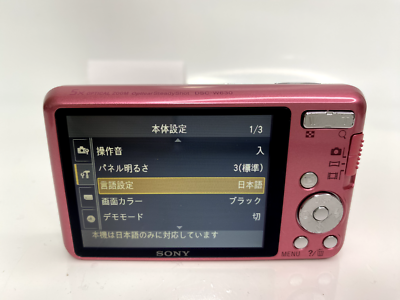 本体設定 1/3
操作音 入
パネル明るさ 3(標準)
言語設定 日本語
画面カラー ブラック
デモモード 切
本機は日本語のみに対応しています
SONY
MENU